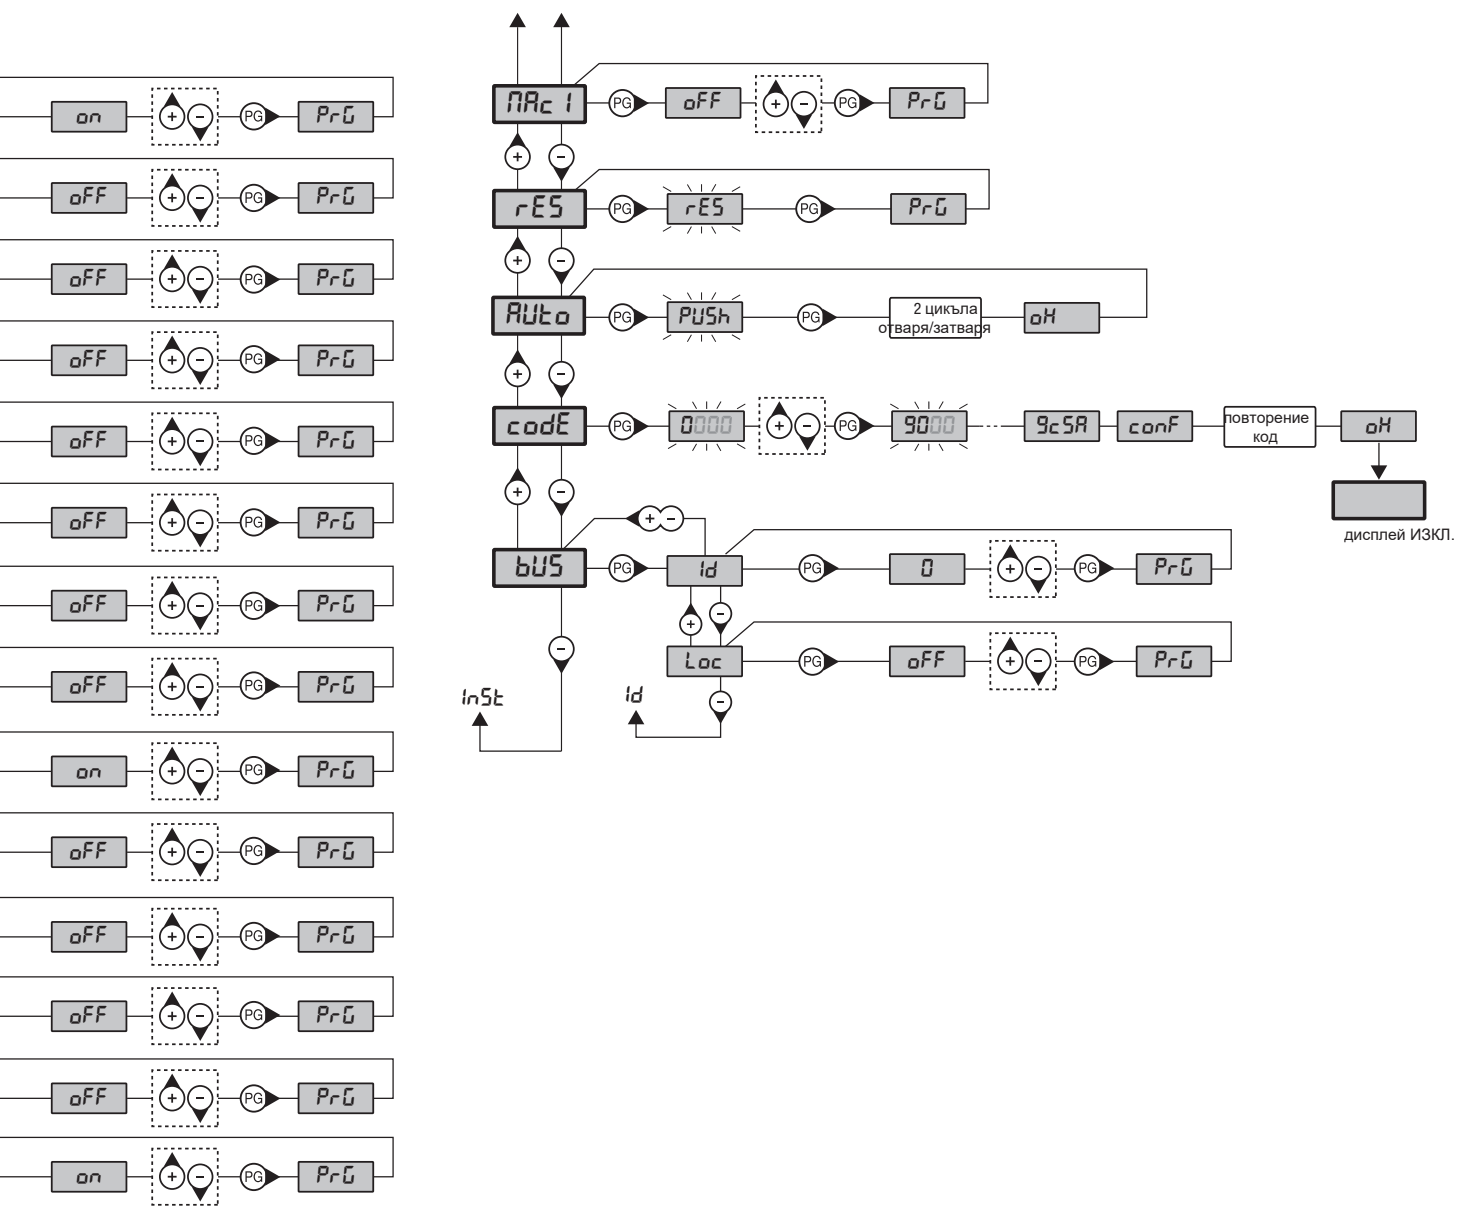 on + - PG PrG
oFF + - PG PrG
oFF + - PG PrG
oFF + - PG PrG
oFF + - PG PrG
oFF + - PG PrG
oFF + - PG PrG
oFF + - PG PrG
on + - PG PrG
oFF + - PG PrG
oFF + - PG PrG
oFF + - PG PrG
oFF + - PG PrG
on + - PG PrG
MAc1 PG oFF + - PG PrG
+ -
rES PG rES PG PrG
+ -
AUto PG PUSh PG 2 цикъла
отваря/затваря
oH
+ -
codE PG 0000 + - PG 9000 --- 9cSA conF повторение
код
oH
дисплей ИЗКЛ.
+ -
+ -
bUS PG Id PG 0 + - PG PrG
+ -
Loc PG oFF + - PG PrG
-
-
InSt
Id